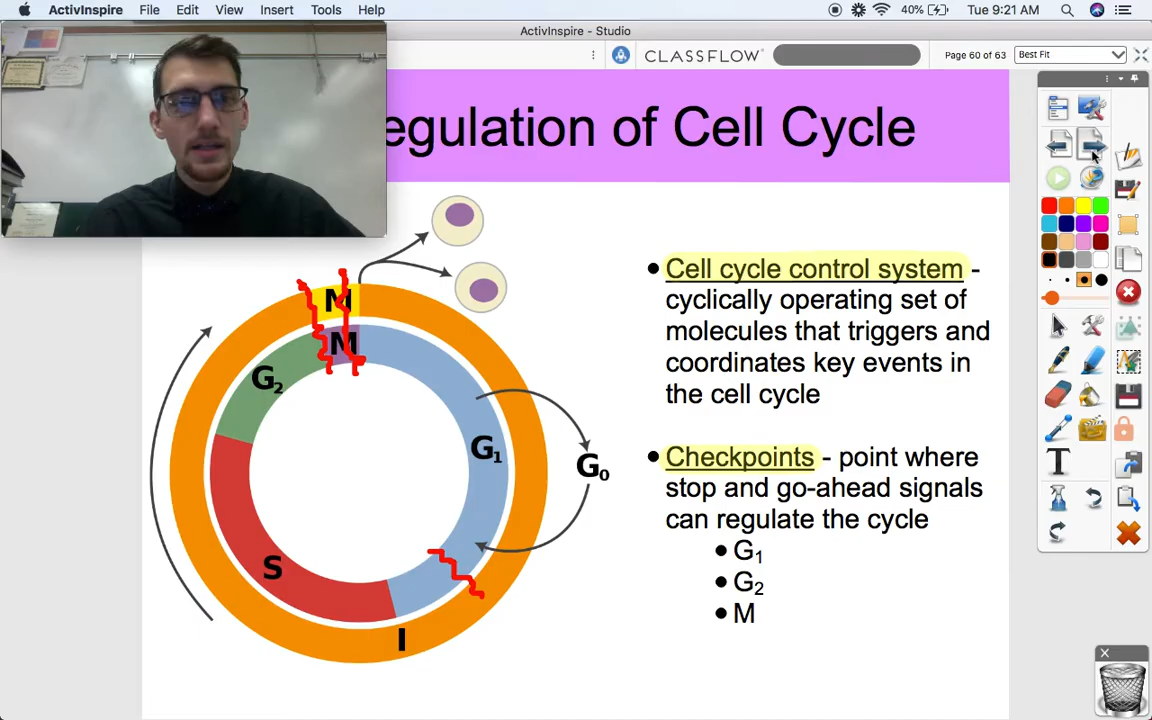 ActivInspire File Edit View Insert Tools Help 40% Tue 9:21 AM
ActivInspire - Studio
CLASSFLOW Page 60 of 63 Best Fit
egulation of Cell Cycle
M
M
G2
G1
G0
S
I
• Cell cycle control system -
cyclically operating set of
molecules that triggers and
coordinates key events in
the cell cycle
• Checkpoints - point where
stop and go-ahead signals
can regulate the cycle
• G1
• G2
• M
T
X